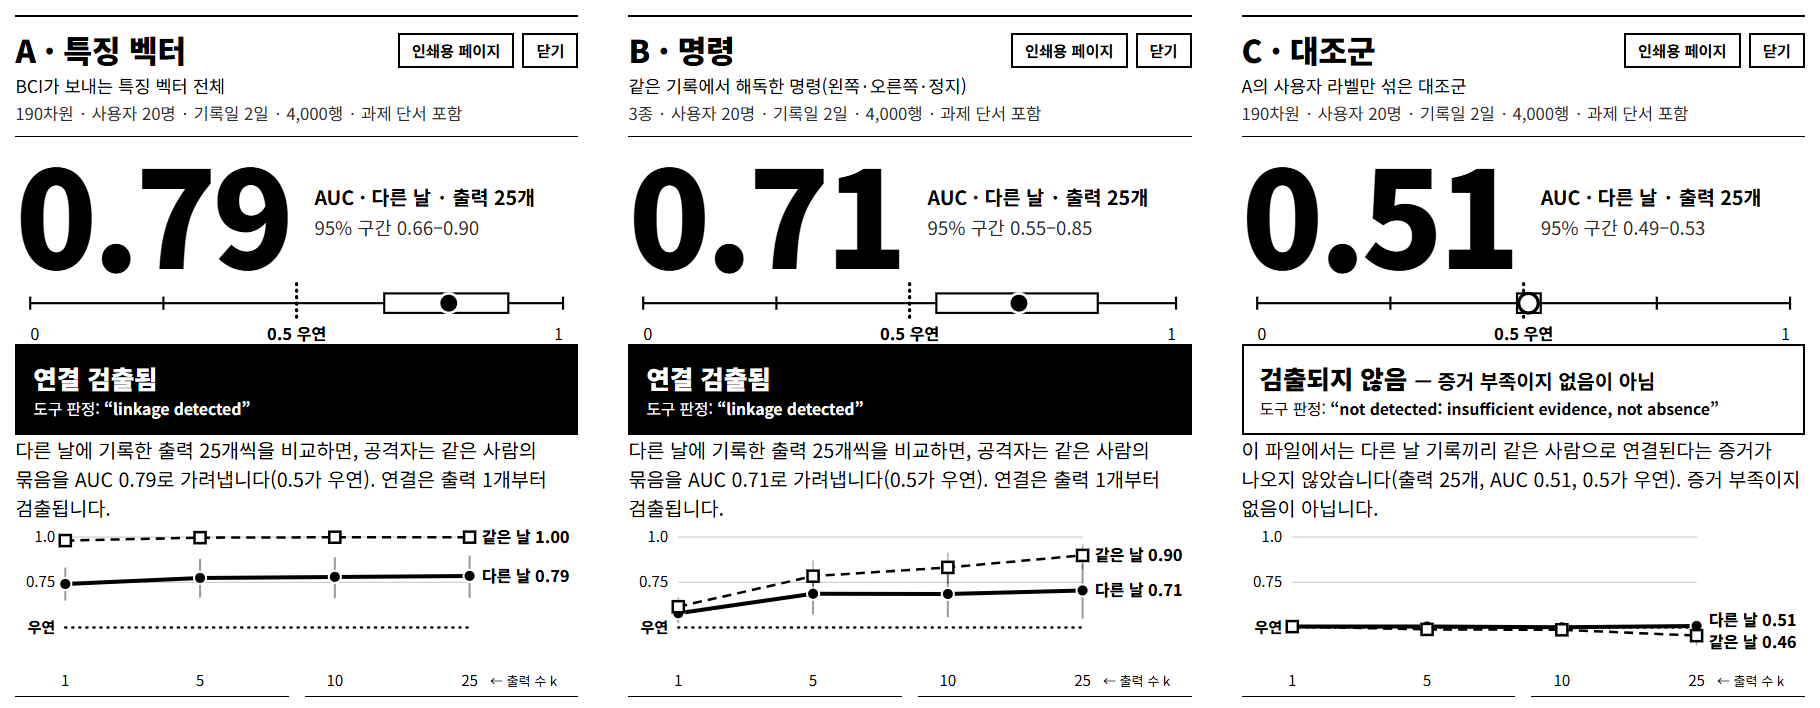 A · 특징 벡터
인쇄용 페이지
닫기
BCI가 보내는 특징 벡터 전체
190차원 · 사용자 20명 · 기록일 2일 · 4,000행 · 과제 단서 포함
0.79
AUC · 다른 날 · 출력 25개
95% 구간 0.66–0.90
0
0.5 우연
1
연결 검출됨
도구 판정: “linkage detected”
다른 날에 기록한 출력 25개씩을 비교하면, 공격자는 같은 사람의
묶음을 AUC 0.79로 가려냅니다(0.5가 우연). 연결은 출력 1개부터
검출됩니다.
1.0
같은 날 1.00
0.75
다른 날 0.79
우연
1
5
10
25
← 출력 수 k
B · 명령
인쇄용 페이지
닫기
같은 기록에서 해독한 명령(왼쪽·오른쪽·정지)
3종 · 사용자 20명 · 기록일 2일 · 4,000행 · 과제 단서 포함
0.71
AUC · 다른 날 · 출력 25개
95% 구간 0.55–0.85
0
0.5 우연
1
연결 검출됨
도구 판정: “linkage detected”
다른 날에 기록한 출력 25개씩을 비교하면, 공격자는 같은 사람의
묶음을 AUC 0.71로 가려냅니다(0.5가 우연). 연결은 출력 1개부터
검출됩니다.
1.0
같은 날 0.90
0.75
다른 날 0.71
우연
1
5
10
25
← 출력 수 k
C · 대조군
인쇄용 페이지
닫기
A의 사용자 라벨만 섞은 대조군
190차원 · 사용자 20명 · 기록일 2일 · 4,000행 · 과제 단서 포함
0.51
AUC · 다른 날 · 출력 25개
95% 구간 0.49–0.53
0
0.5 우연
1
검출되지 않음 — 증거 부족이지 없음이 아님
도구 판정: “not detected: insufficient evidence, not absence”
이 파일에서는 다른 날 기록끼리 같은 사람으로 연결된다는 증거가
나오지 않았습니다(출력 25개, AUC 0.51, 0.5가 우연). 증거 부족이지
없음이 아닙니다.
1.0
0.75
우연
다른 날 0.51
같은 날 0.46
1
5
10
25
← 출력 수 k